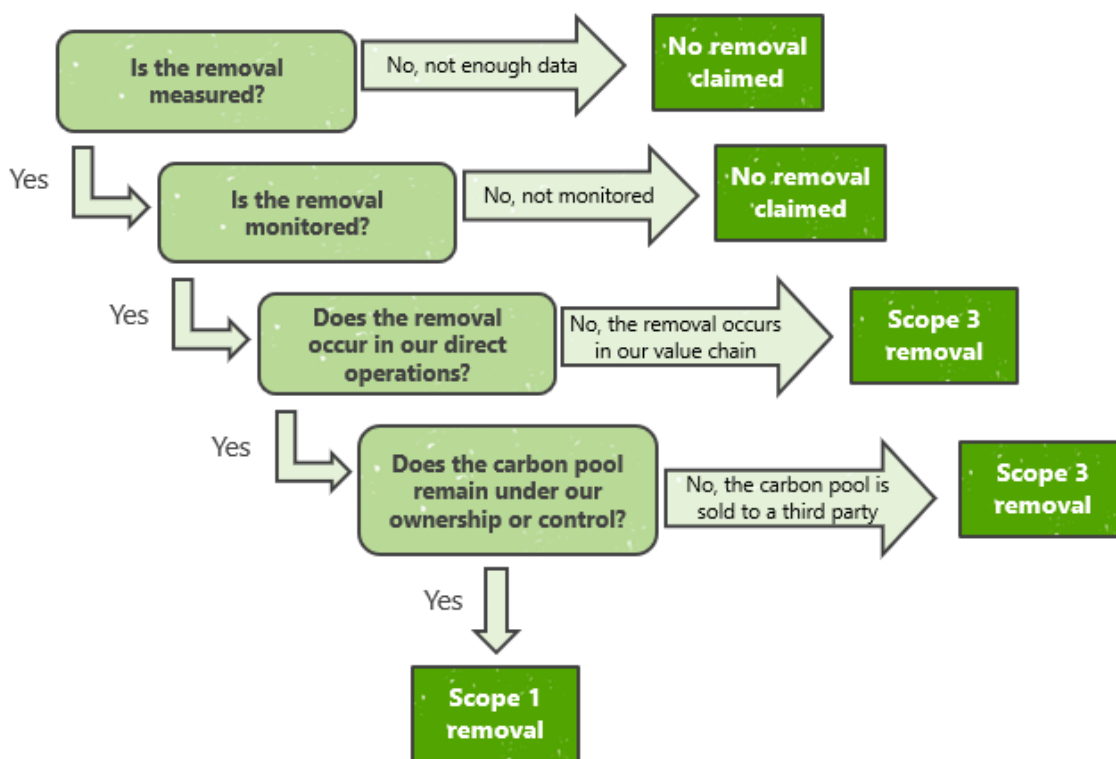 Is the removal
measured?
No, not enough data
No removal
claimed
Yes
Is the removal
monitored?
No, not monitored
No removal
claimed
Yes
Does the removal
occur in our direct
operations?
No, the removal occurs
in our value chain
Scope 3
removal
Yes
Does the carbon pool
remain under our
ownership or control?
No, the carbon pool is
sold to a third party
Scope 3
removal
Yes
Scope 1
removal